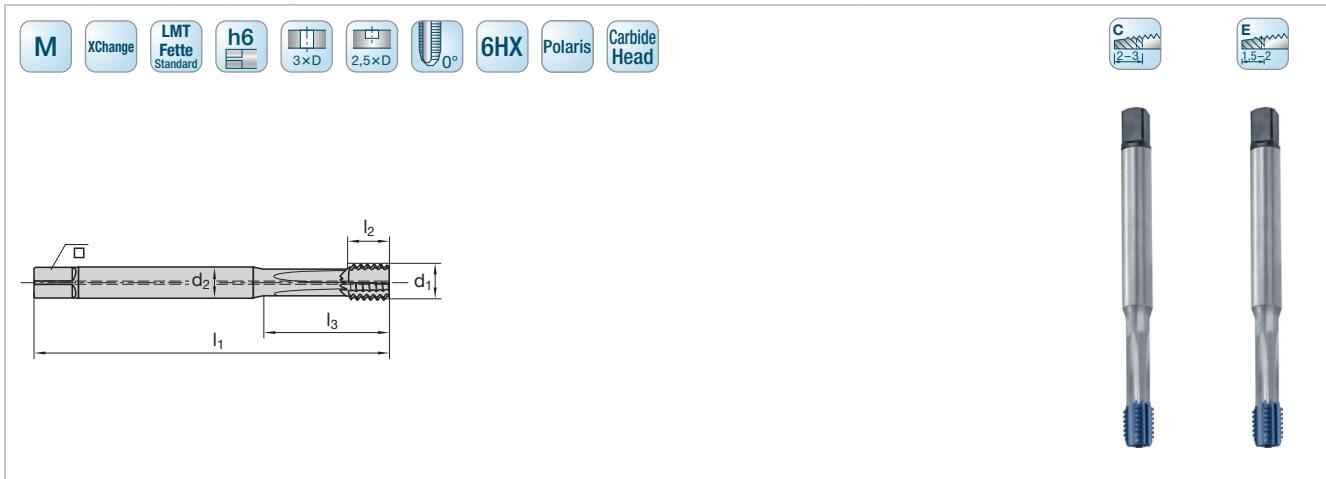 M
XChange
LMT
Fette
Standard
h6
3×D
2,5×D
0°
6HX
Polaris
Carbide
Head
C
2–3
E
1,5–2
l₂
d₂
d₁
l₃
l₁